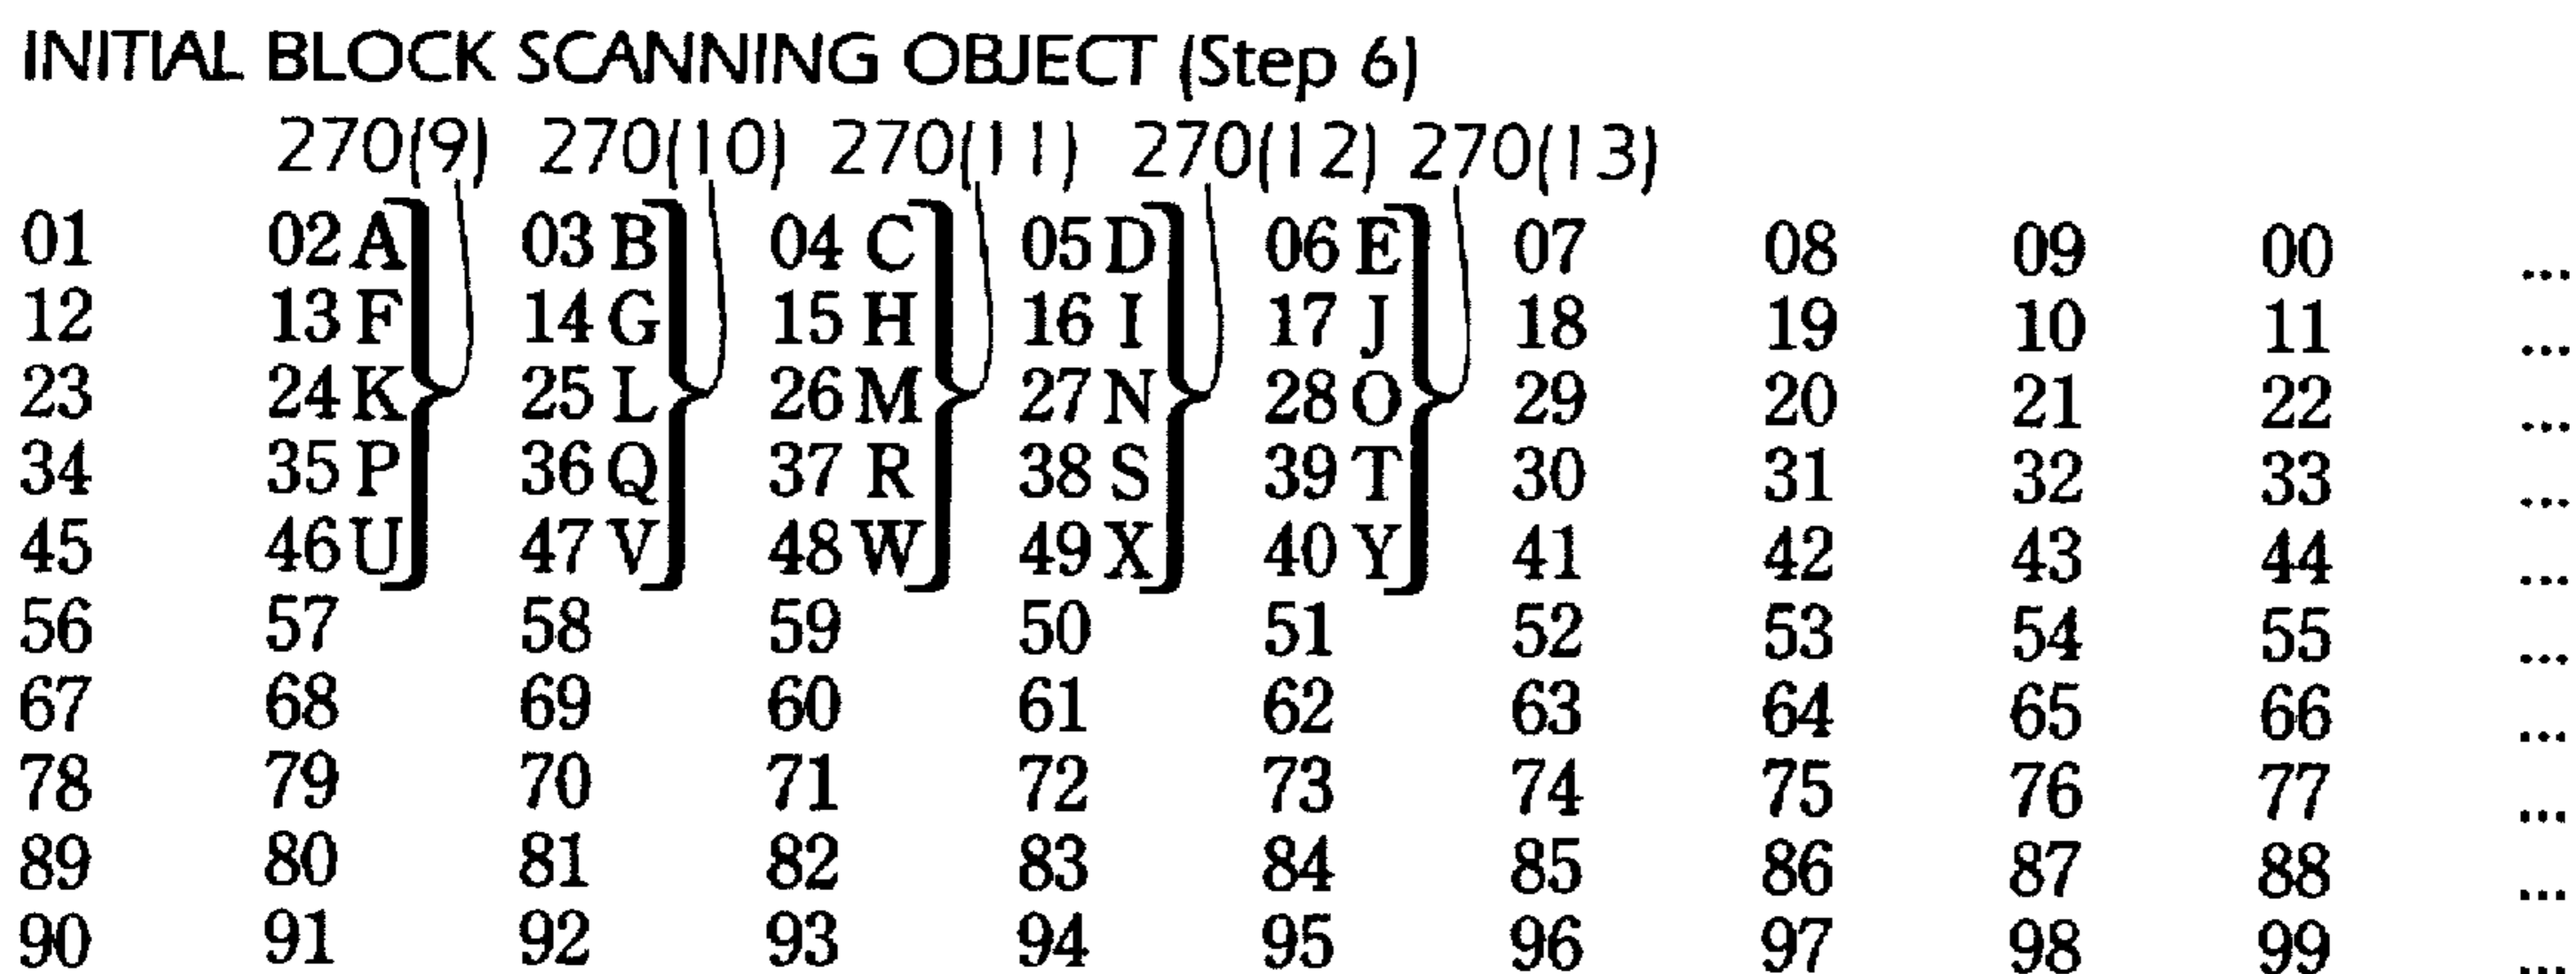 INITIAL BLOCK SCANNING OBJECT (Step 6)
270(9) 270(10) 270(11) 270(12) 270(13)
01 02 A 03 B 04 C 05 D 06 E 07 08 09 00 ...
12 13 F 14 G 15 H 16 I 17 J 18 19 10 11 ...
23 24 K 25 L 26 M 27 N 28 O 29 20 21 22 ...
34 35 P 36 Q 37 R 38 S 39 T 30 31 32 33 ...
45 46 U 47 V 48 W 49 X 40 Y 41 42 43 44 ...
56 57 58 59 50 51 52 53 54 55 ...
67 68 69 60 61 62 63 64 65 66 ...
78 79 70 71 72 73 74 75 76 77 ...
89 80 81 82 83 84 85 86 87 88 ...
90 91 92 93 94 95 96 97 98 99 ...